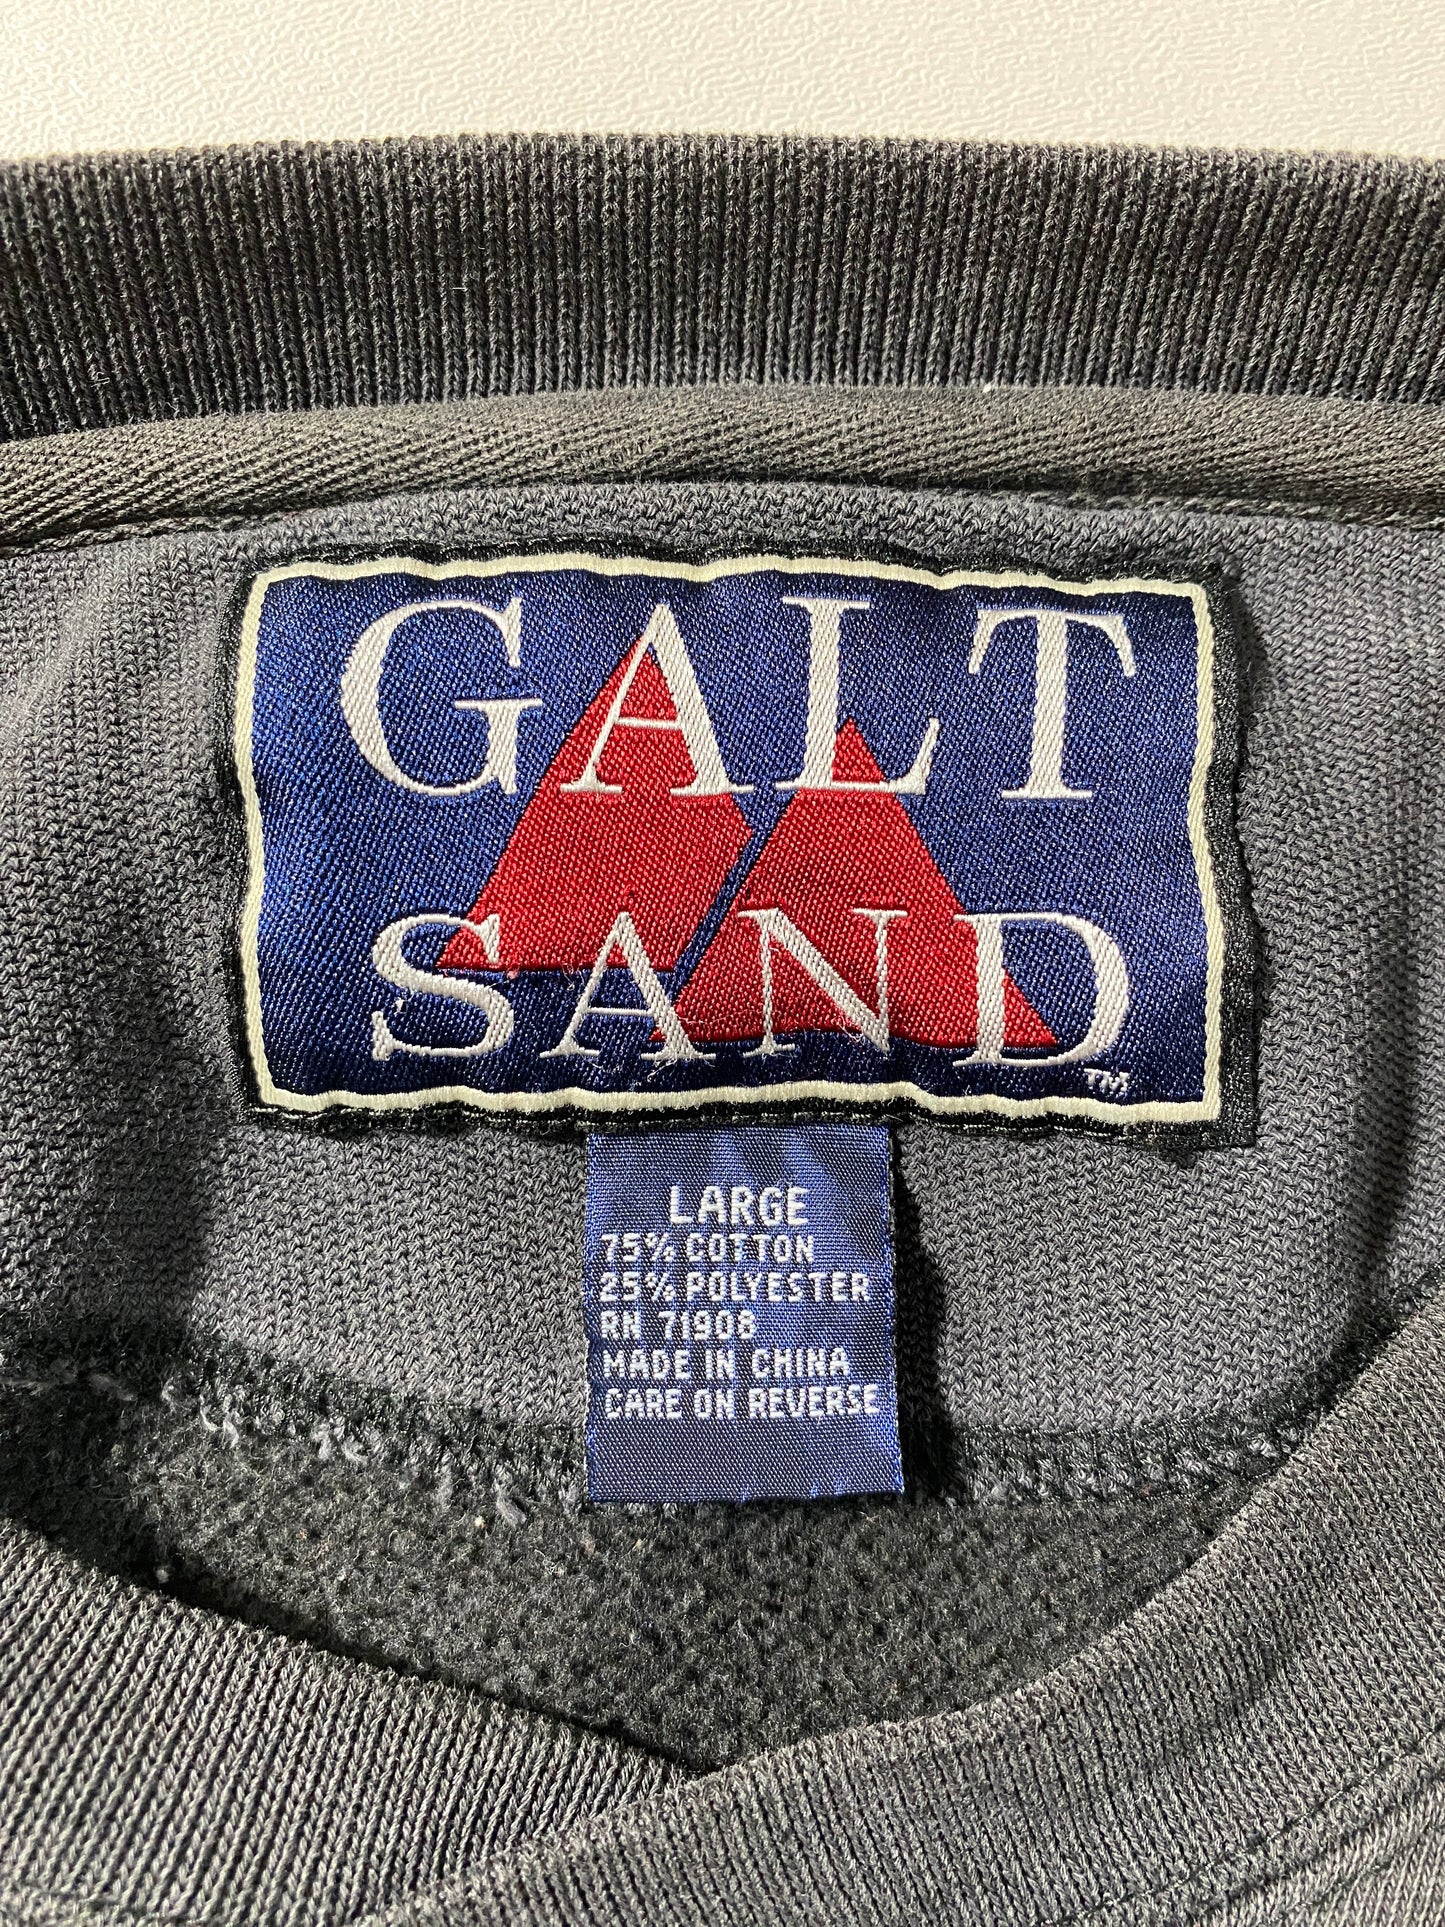 GALT
SAND
TM
LARGE
75% COTTON
25% POLYESTER
RN 71908
MADE IN CHINA
CARE ON REVERSE